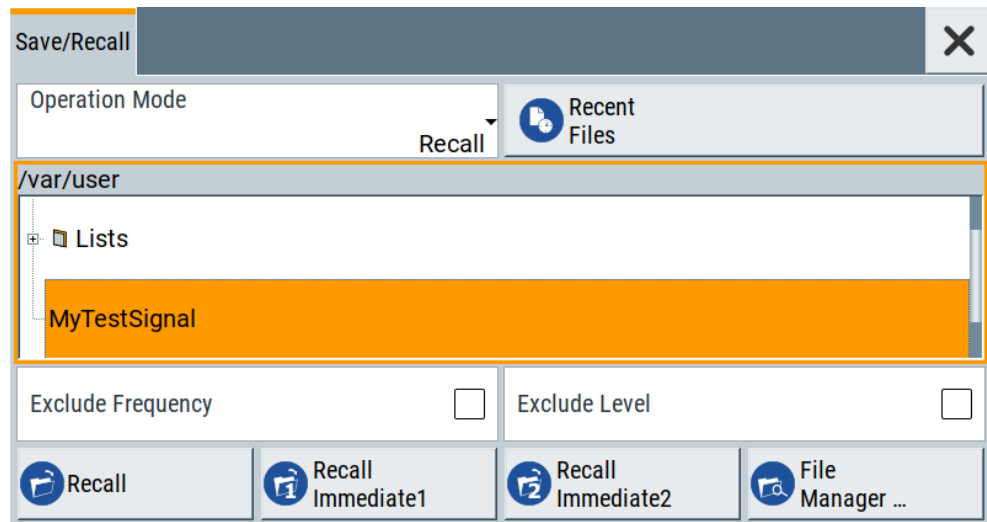 Save/Recall
Operation Mode
Recall
Recent
Files
/var/user
Lists
MyTestSignal
Exclude Frequency
Exclude Level
Recall
Recall
Immediate1
Recall
Immediate2
File
Manager ...